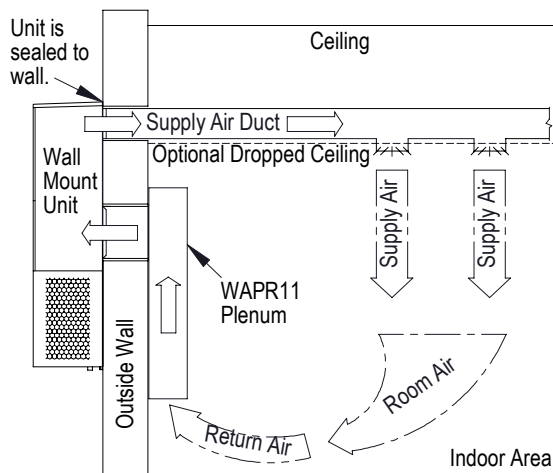 Unit is
sealed to
wall.
Ceiling
Supply Air Duct
Optional Dropped Ceiling
Wall
Mount
Unit
Supply Air
Supply Air
WAPR11
Plenum
Outside Wall
Room Air
Return Air
Indoor Area